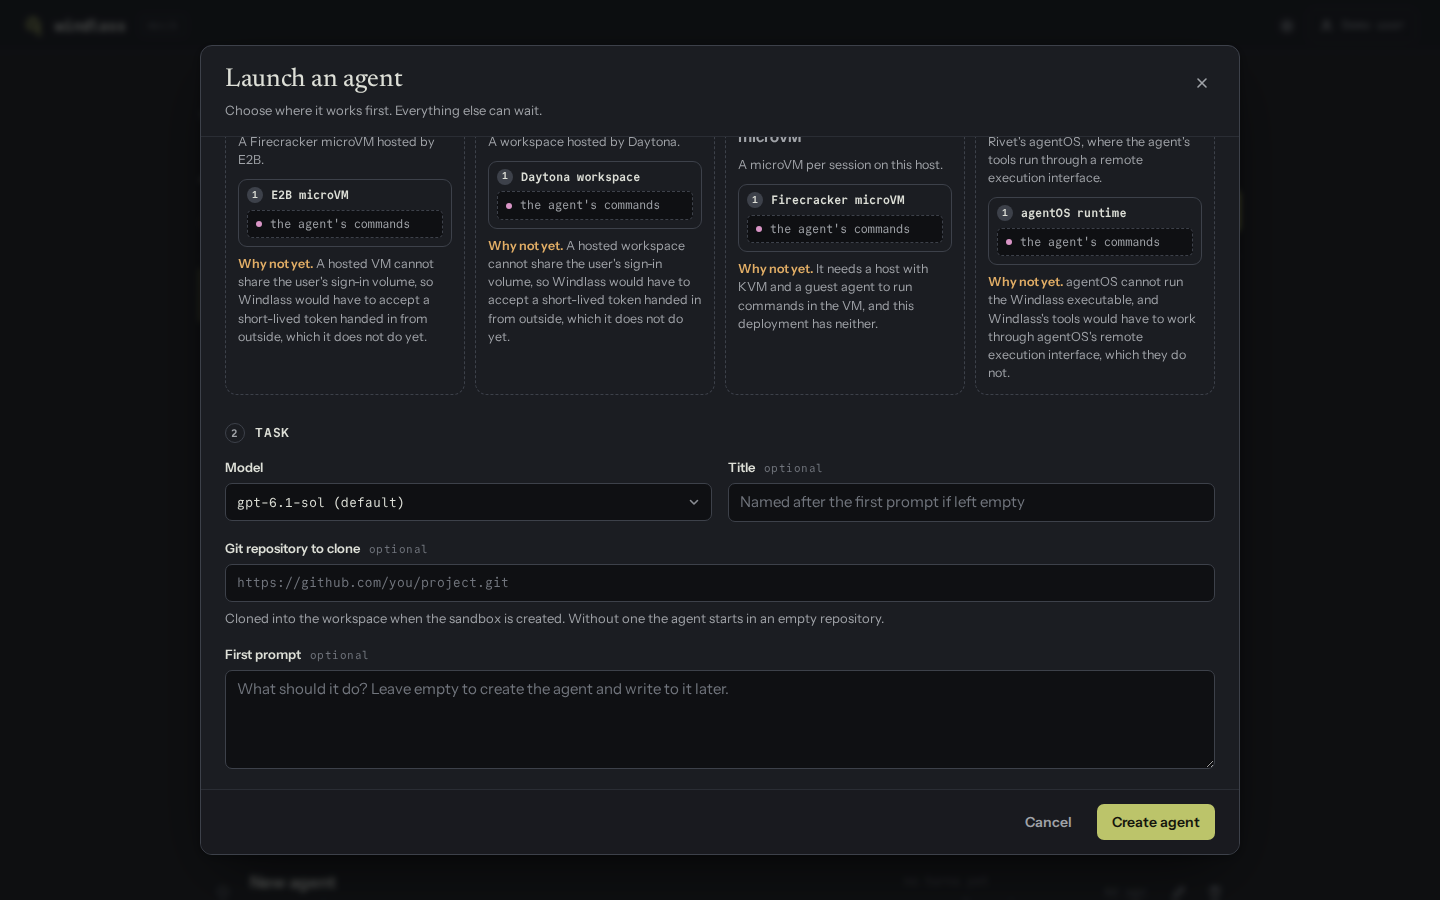 windlass
Launch an agent
Choose where it works first. Everything else can wait.
A Firecracker microVM hosted by
E2B.
1 E2B microVM
the agent's commands
Why not yet. A hosted VM cannot
share the user's sign-in volume, so
Windlass would have to accept a
short-lived token handed in from
outside, which it does not do yet.
A workspace hosted by Daytona.
1 Daytona workspace
the agent's commands
Why not yet. A hosted workspace
cannot share the user's sign-in
volume, so Windlass would have to
accept a short-lived token handed in
from outside, which it does not do
yet.
microVM
A microVM per session on this host.
1 Firecracker microVM
the agent's commands
Why not yet. It needs a host with
KVM and a guest agent to run
commands in the VM, and this
deployment has neither.
Rivet's agentOS, where the agent's
tools run through a remote
execution interface.
1 agentOS runtime
the agent's commands
Why not yet. agentOS cannot run
the Windlass executable, and
Windlass's tools would have to work
through agentOS's remote
execution interface, which they do
not.
2 TASK
Model
gpt-6.1-sol (default)
Title optional
Named after the first prompt if left empty
Git repository to clone optional
https://github.com/you/project.git
Cloned into the workspace when the sandbox is created. Without one the agent starts in an empty repository.
First prompt optional
What should it do? Leave empty to create the agent and write to it later.
Cancel
Create agent
New agent